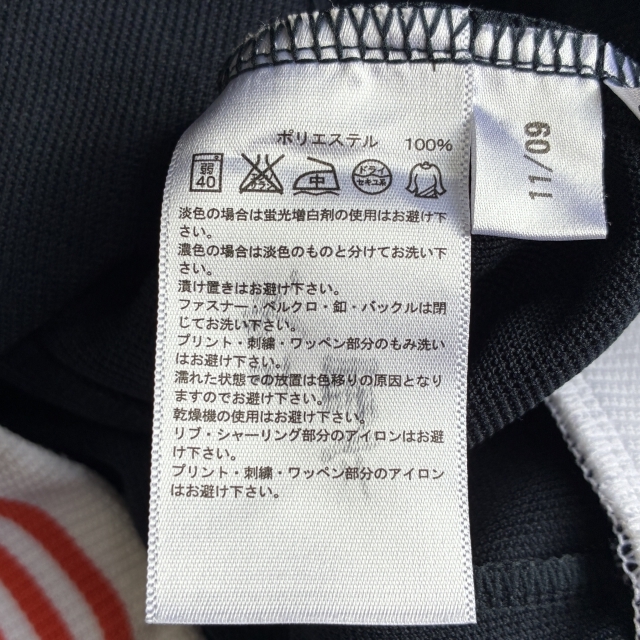 ポリエステル 100%
弱 40 エンソ サラシ 中 ドライ セキユ系
淡色の場合は蛍光増白剤の使用はお避け下
さい。
濃色の場合は淡色のものと分けてお洗い下
さい。
漬け置きはお避け下さい。
ファスナー・ベルクロ・釦・バックルは閉
じてお洗い下さい。
プリント・刺繍・ワッペン部分のもみ洗い
はお避け下さい。
濡れた状態での放置は色移りの原因となり
ますのでお避け下さい。
乾燥機の使用はお避け下さい。
リブ・シャーリング部分のアイロンはお避
け下さい。
プリント・刺繍・ワッペン部分のアイロン
はお避け下さい。
11/09